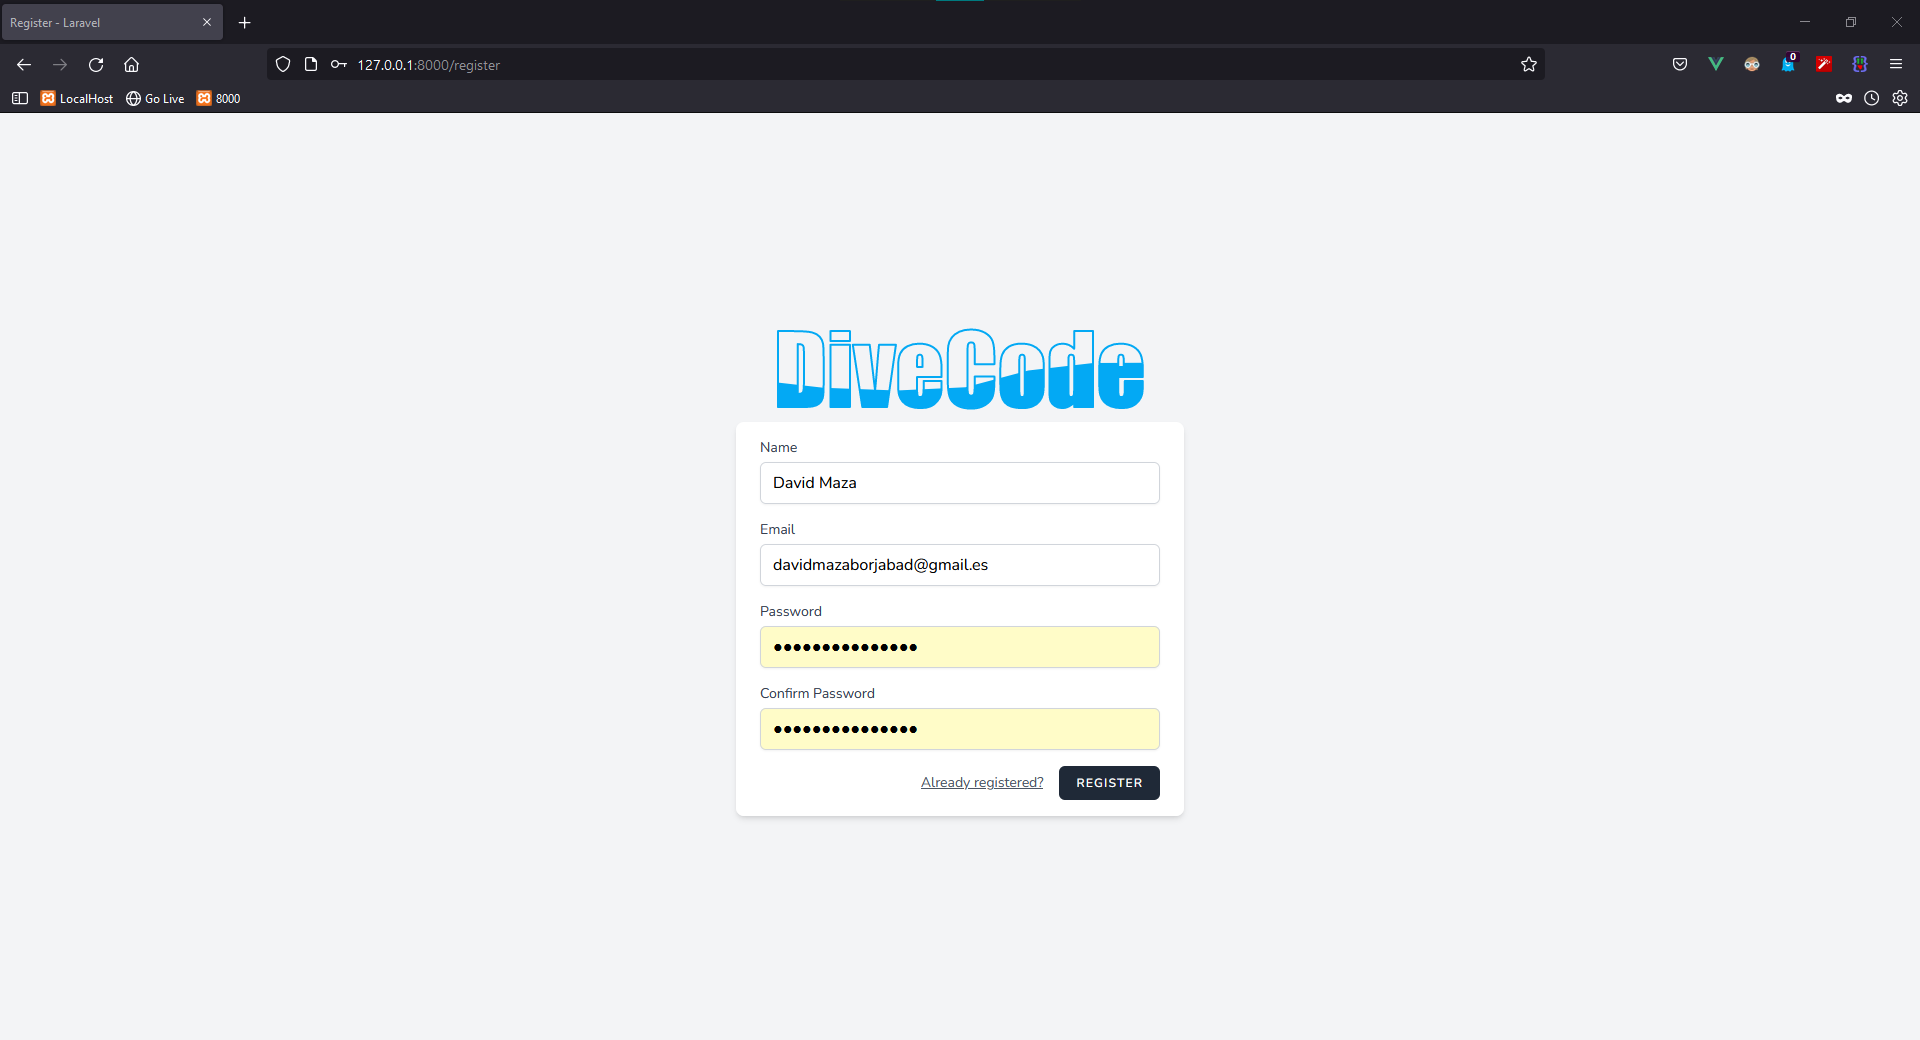 Register - Laravel
127.0.0.1:8000/register
0
LocalHost Go Live 8000
DiveCode
Name
David Maza
Email
davidmazaborjabad@gmail.es
Password
●●●●●●●●●●●●●●●
Confirm Password
●●●●●●●●●●●●●●●
Already registered? REGISTER